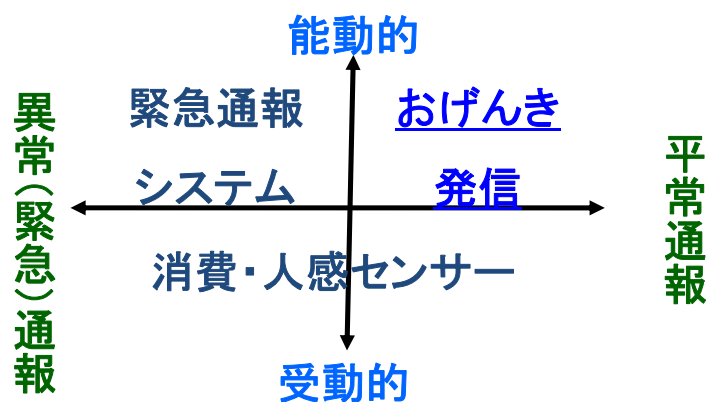 能動的
緊急通報
システム
おげんき
発信
異常(緊急)通報
平常通報
消費・人感センサー
受動的